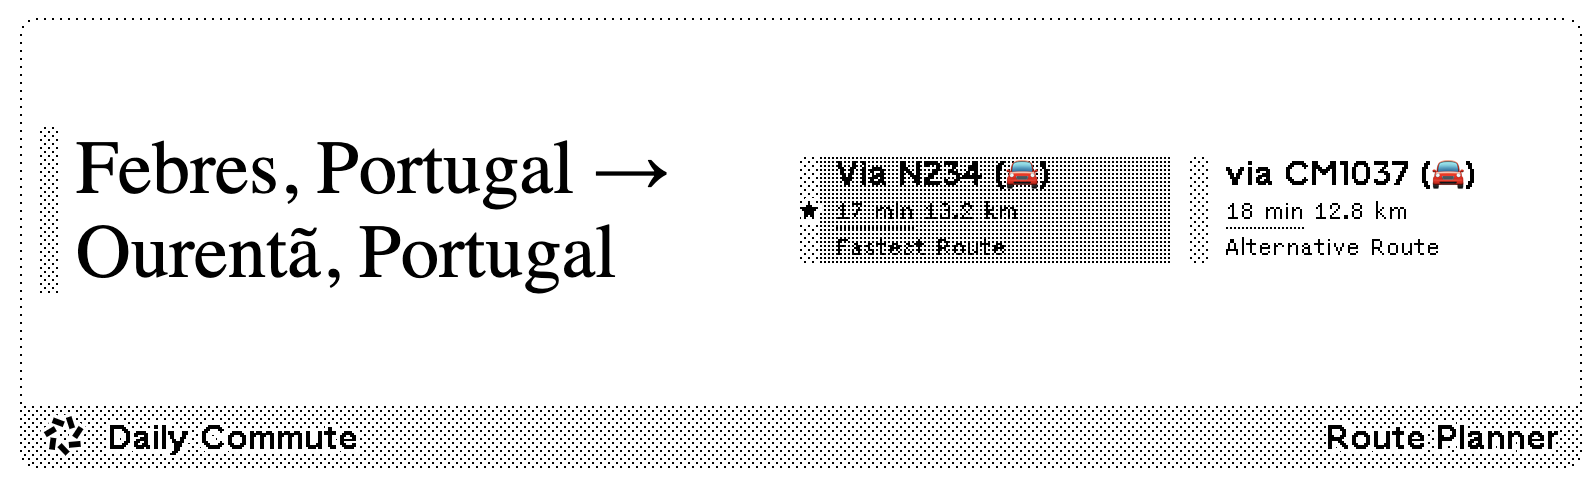 Febres, Portugal →
Ourentã, Portugal
Via N234 (🚘)
★ 17 min 13.2 km
Fastest Route
via CM1037 (🚘)
18 min 12.8 km
Alternative Route
Daily Commute
Route Planner